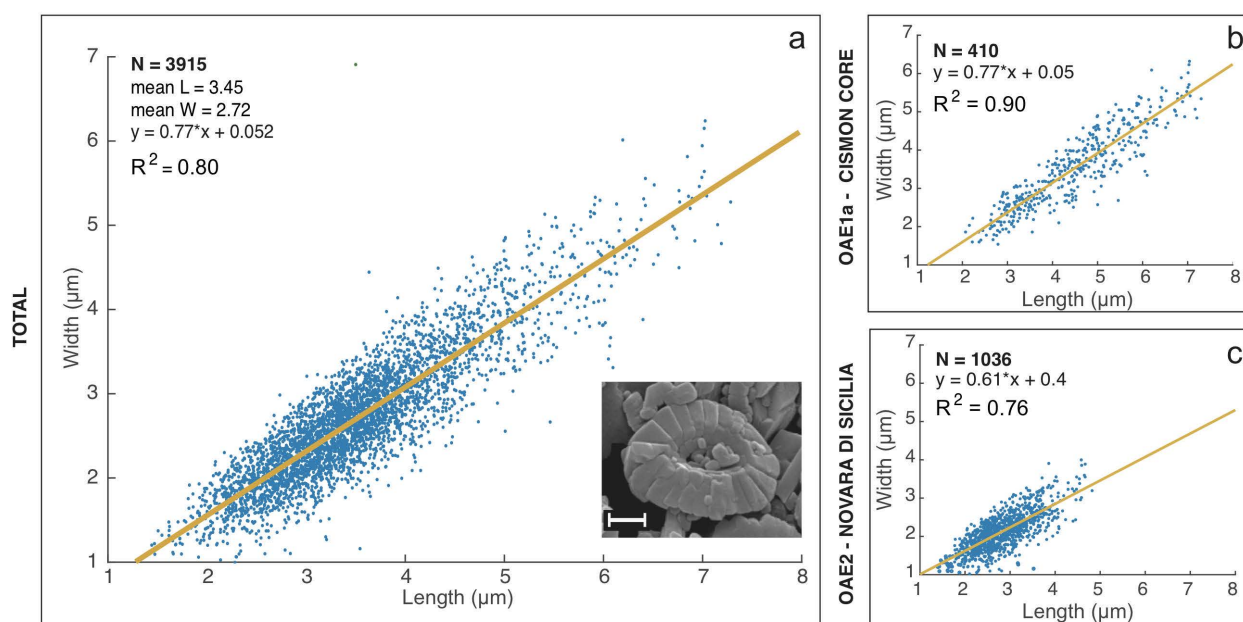 TOTAL
a
N = 3915
mean L = 3.45
mean W = 2.72
y = 0.77*x + 0.052
R² = 0.80
7
6
5
4
3
2
1
Width (µm)
1 2 3 4 5 6 7 8
Length (µm)
OAE1a - CISMON CORE
b
N = 410
y = 0.77*x + 0.05
R² = 0.90
7
6
5
4
3
2
1
Width (µm)
1 2 3 4 5 6 7 8
Length (µm)
OAE2 - NOVARA DI SICILIA
c
N = 1036
y = 0.61*x + 0.4
R² = 0.76
7
6
5
4
3
2
1
Width (µm)
1 2 3 4 5 6 7 8
Length (µm)